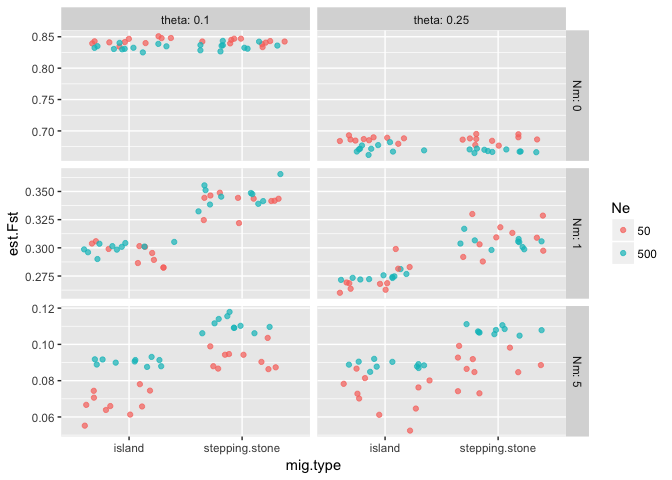 theta: 0.1
theta: 0.25
0.85
0.80
0.75
0.70
Nm: 0
0.350
0.325
0.300
0.275
Nm: 1
0.12
0.10
0.08
0.06
Nm: 5
est.Fst
island
stepping.stone
island
stepping.stone
mig.type
Ne
50
500